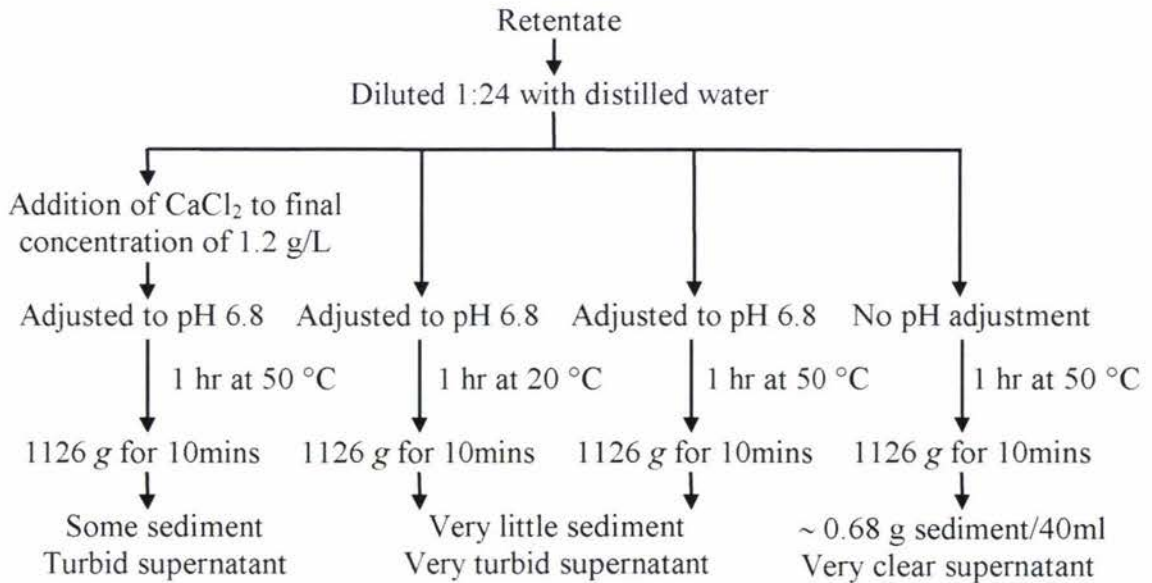 Retentate
Diluted 1:24 with distilled water
Addition of CaCl₂ to final
concentration of 1.2 g/L
Adjusted to pH 6.8
Adjusted to pH 6.8
Adjusted to pH 6.8
No pH adjustment
1 hr at 50 °C
1 hr at 20 °C
1 hr at 50 °C
1 hr at 50 °C
1126 g for 10mins
1126 g for 10mins
1126 g for 10mins
1126 g for 10mins
Some sediment
Turbid supernatant
Very little sediment
Very turbid supernatant
~ 0.68 g sediment/40ml
Very clear supernatant